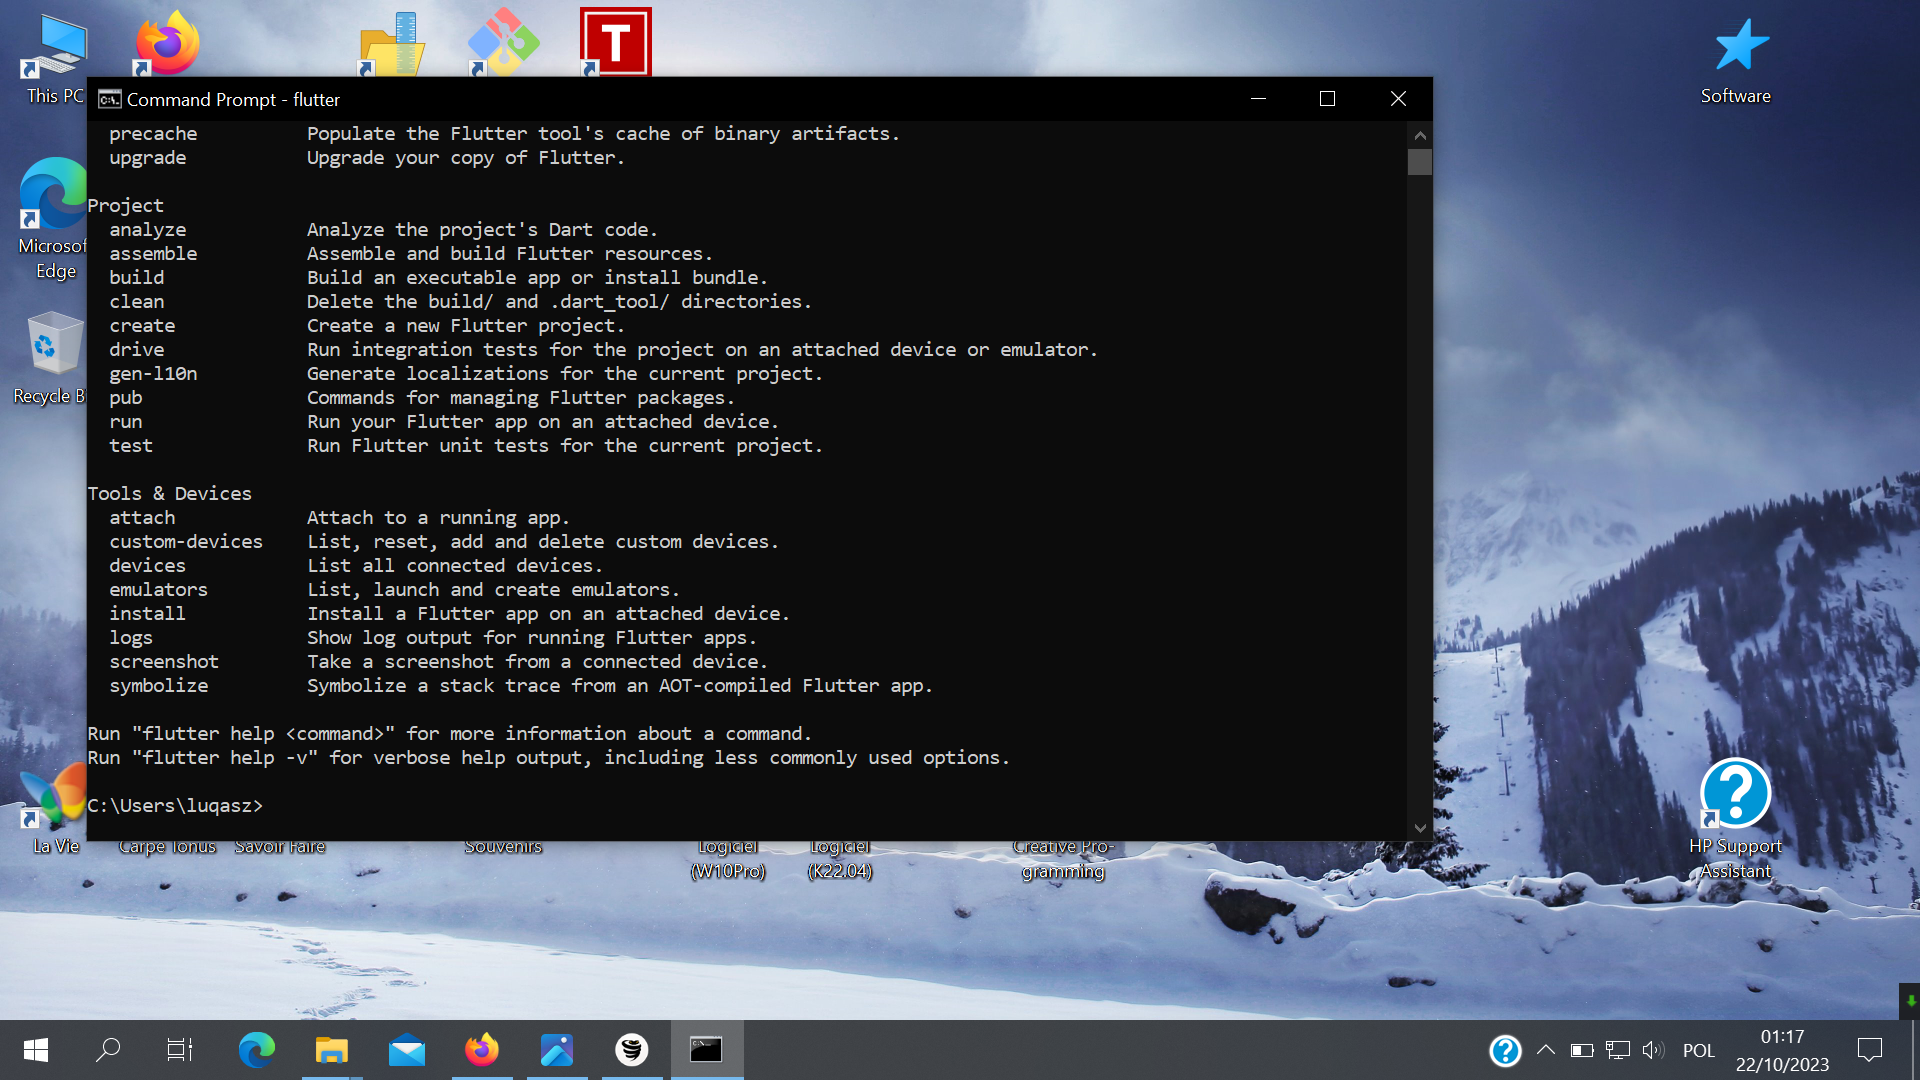 This PC
Software
Command Prompt - flutter
precache Populate the Flutter tool's cache of binary artifacts.
upgrade Upgrade your copy of Flutter.
Project
analyze Analyze the project's Dart code.
assemble Assemble and build Flutter resources.
build Build an executable app or install bundle.
clean Delete the build/ and .dart_tool/ directories.
create Create a new Flutter project.
drive Run integration tests for the project on an attached device or emulator.
gen-l10n Generate localizations for the current project.
pub Commands for managing Flutter packages.
run Run your Flutter app on an attached device.
test Run Flutter unit tests for the current project.
Tools & Devices
attach Attach to a running app.
custom-devices List, reset, add and delete custom devices.
devices List all connected devices.
emulators List, launch and create emulators.
install Install a Flutter app on an attached device.
logs Show log output for running Flutter apps.
screenshot Take a screenshot from a connected device.
symbolize Symbolize a stack trace from an AOT-compiled Flutter app.
Run "flutter help <command>" for more information about a command.
Run "flutter help -v" for verbose help output, including less commonly used options.
C:\Users\luqasz>
T
Microsof
Edge
Recycle B
La Vie
Carpe Tonus
Savoir Faire
Souvenirs
Logiciel
(W10Pro)
Logiciel
(K22.04)
Creative Pro-
gramming
HP Support
Assistant
POL
01:17
22/10/2023